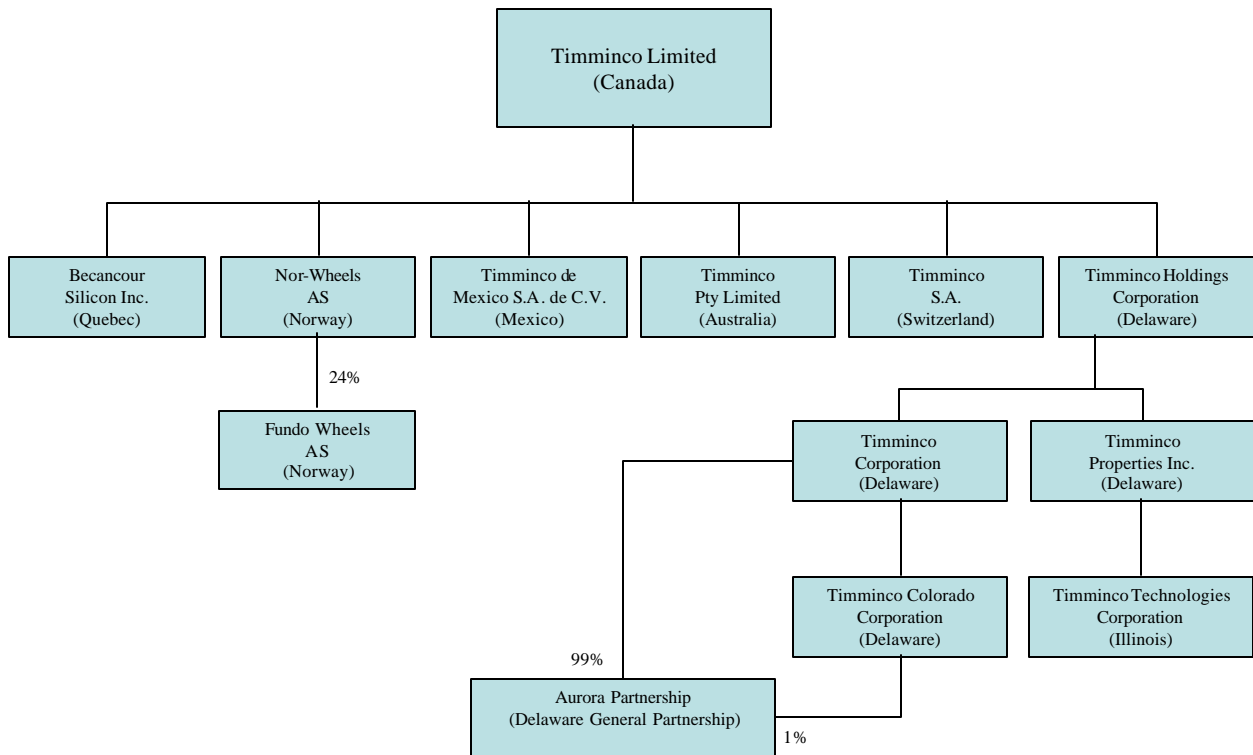 Timminco Limited
(Canada)
Becancour
Silicon Inc.
(Quebec)
Nor-Wheels
AS
(Norway)
Timminco de
Mexico S.A. de C.V.
(Mexico)
Timminco
Pty Limited
(Australia)
Timminco
S.A.
(Switzerland)
Timminco Holdings
Corporation
(Delaware)
24%
Fundo Wheels
AS
(Norway)
Timminco
Corporation
(Delaware)
Timminco
Properties Inc.
(Delaware)
Timminco Colorado
Corporation
(Delaware)
Timminco Technologies
Corporation
(Illinois)
99%
Aurora Partnership
(Delaware General Partnership)
1%